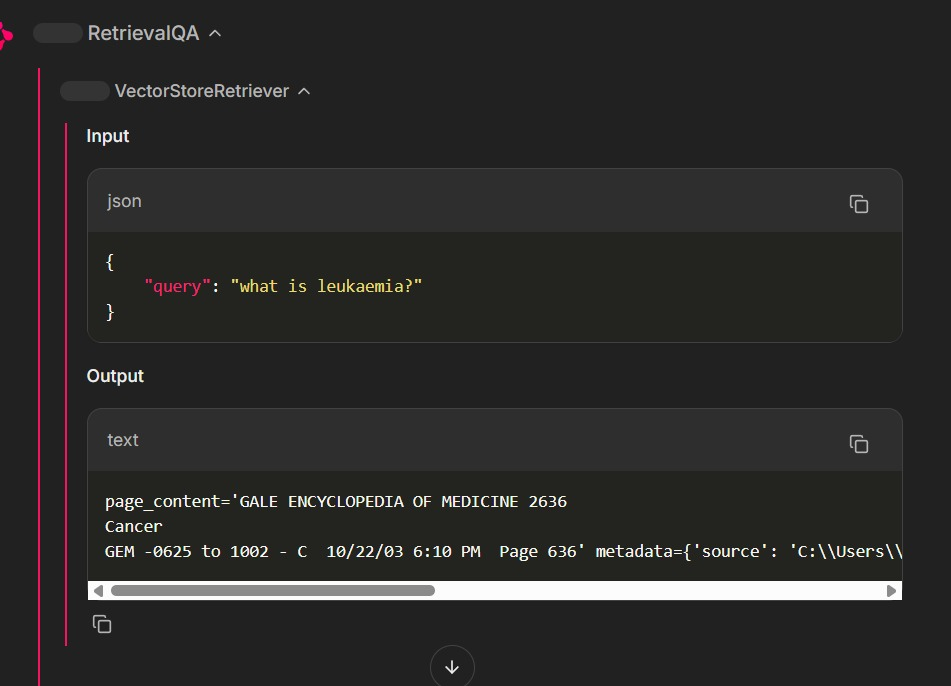 RetrievalQA
VectorStoreRetriever
Input
json
{
"query": "what is leukaemia?"
}
Output
text
page_content='GALE ENCYCLOPEDIA OF MEDICINE 2636
Cancer
GEM -0625 to 1002 - C  10/22/03 6:10 PM  Page 636' metadata={'source': 'C:\\Users\\